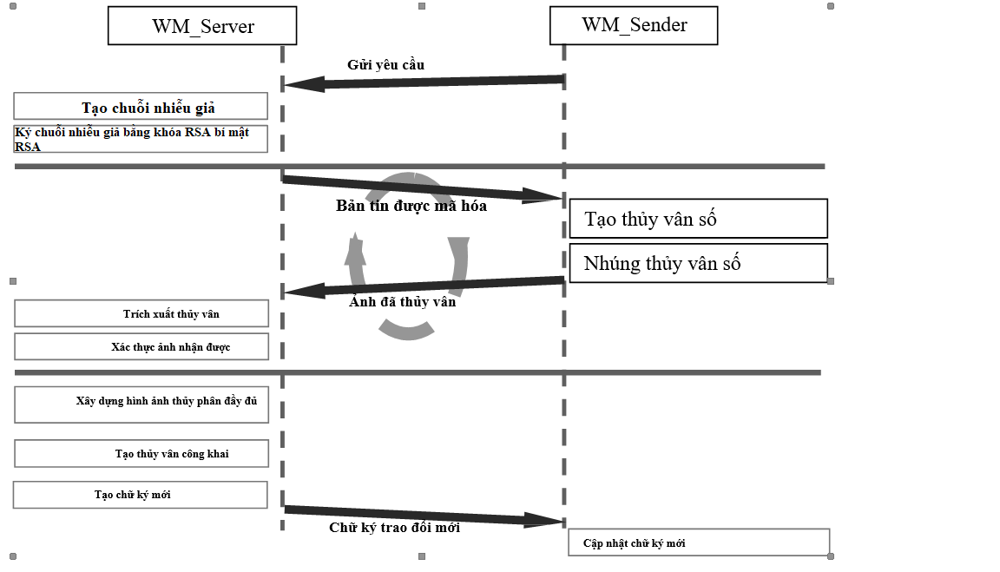 WM_Server
WM_Sender
Gửi yêu cầu
Tạo chuỗi nhiễu giả
Ký chuỗi nhiễu giả bằng khóa RSA bí mật
RSA
Bản tin được mã hóa
Tạo thủy vân số
Nhúng thủy vân số
Ảnh đã thủy vân
Trích xuất thủy vân
Xác thực ảnh nhận được
Xây dựng hình ảnh thủy phân đầy đủ
Tạo thủy vân công khai
Tạo chữ ký mới
Chữ ký trao đổi mới
Cập nhật chữ ký mới